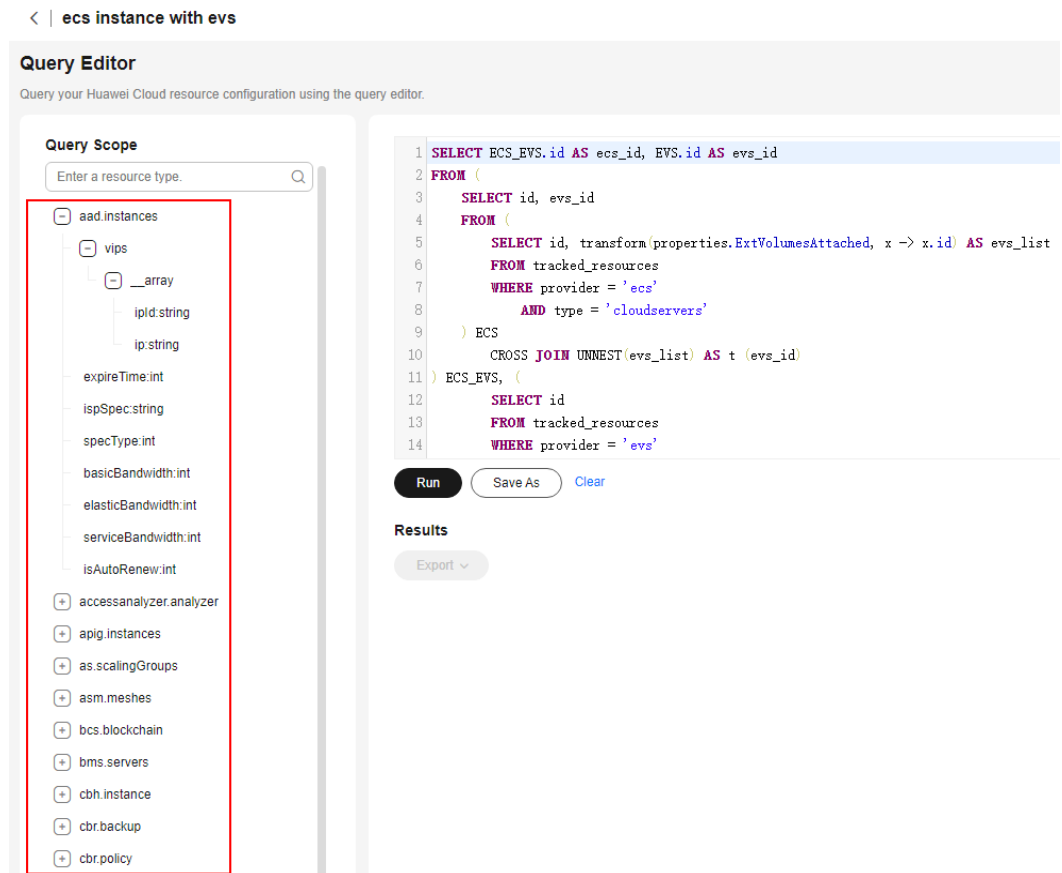 ecs instance with evs
Query Editor
Query your Huawei Cloud resource configuration using the query editor.
Query Scope
Enter a resource type.
aad.instances
vips
__array
ipId:string
ip:string
expireTime:int
ispSpec:string
specType:int
basicBandwidth:int
elasticBandwidth:int
serviceBandwidth:int
isAutoRenew:int
accessanalyzer.analyzer
apig.instances
as.scalingGroups
asm.meshes
bcs.blockchain
bms.servers
cbh.instance
cbr.backup
cbr.policy
1 SELECT ECS_EVS.id AS ecs_id, EVS.id AS evs_id
2 FROM (
3     SELECT id, evs_id
4     FROM (
5         SELECT id, transform(properties.ExtVolumesAttached, x -> x.id) AS evs_list
6         FROM tracked_resources
7         WHERE provider = 'ecs'
8             AND type = 'cloudservers'
9     ) ECS
10         CROSS JOIN UNNEST(evs_list) AS t (evs_id)
11 ) ECS_EVS, (
12         SELECT id
13         FROM tracked_resources
14         WHERE provider = 'evs'
Run Save As Clear
Results
Export